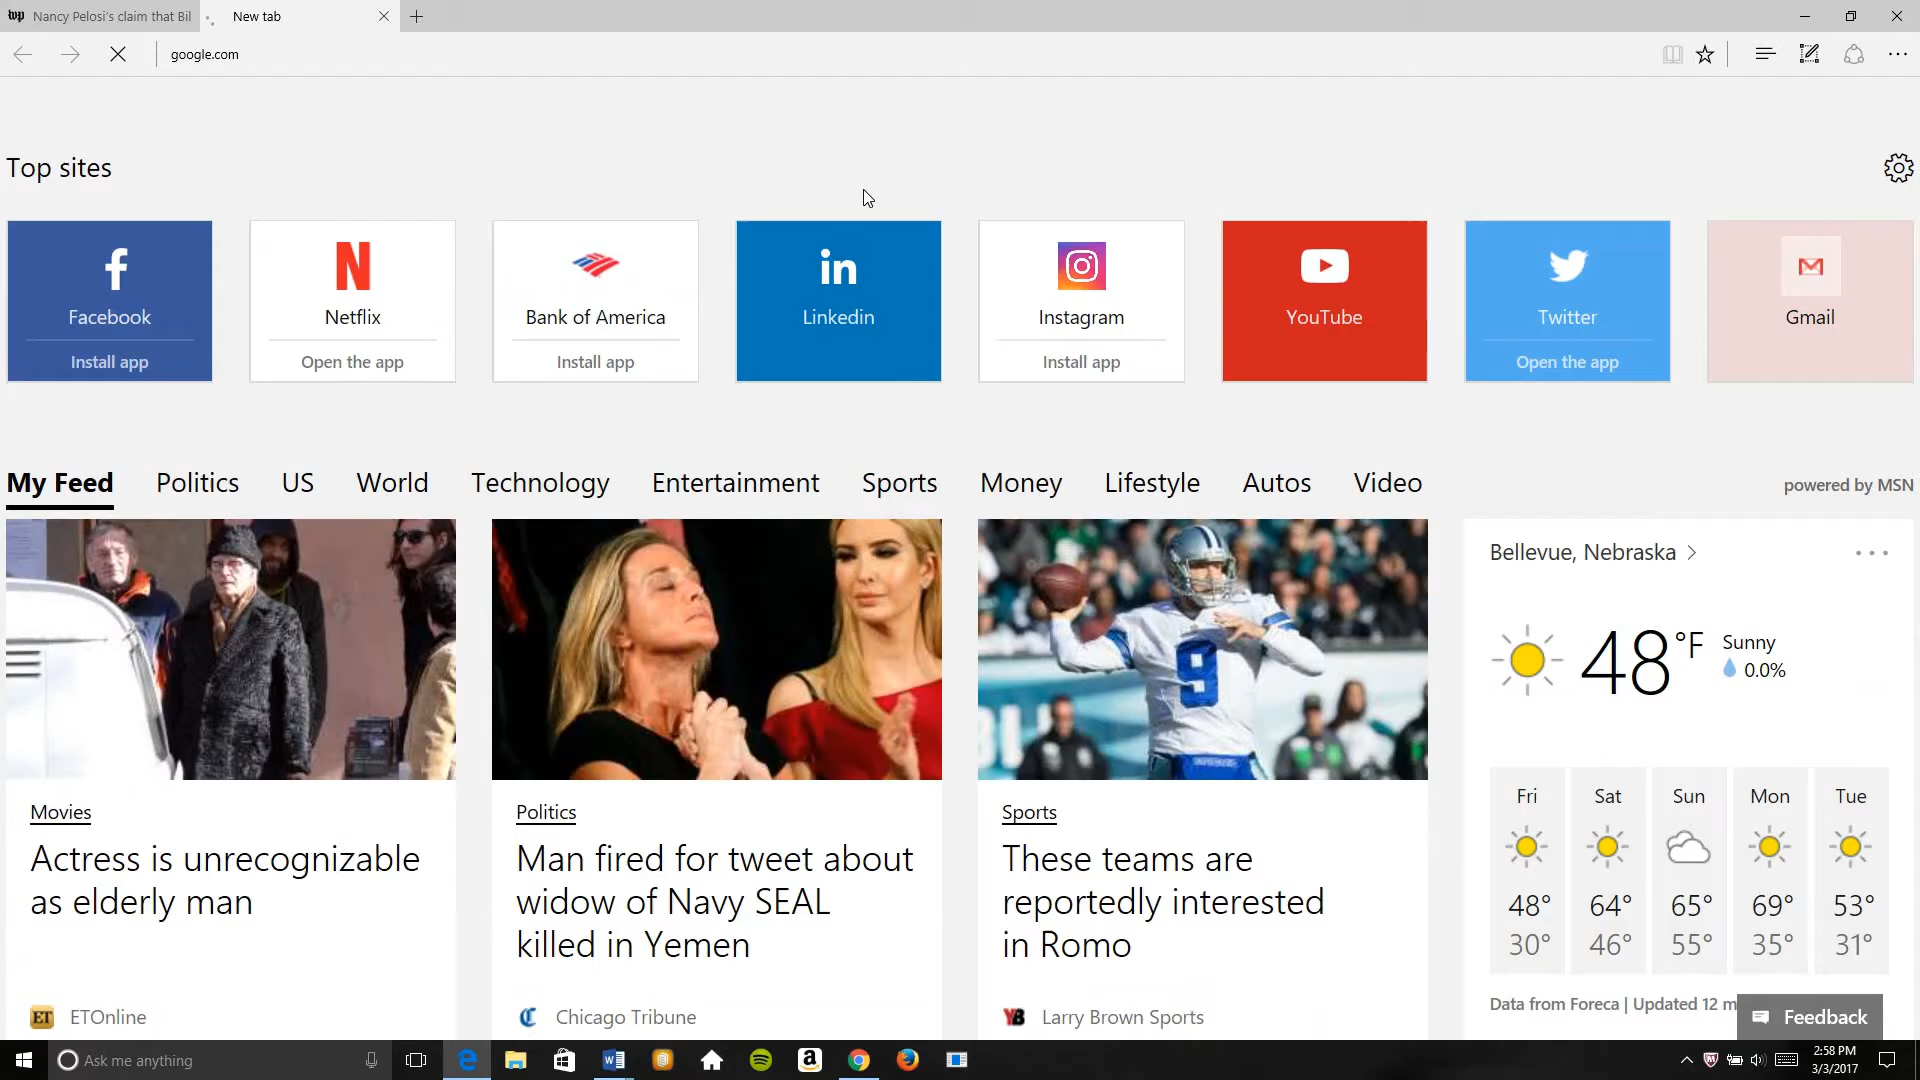 Nancy Pelosi's claim that Bil
New tab
google.com
Top sites
Facebook
Install app
Netflix
Open the app
Bank of America
Install app
Linkedin
Instagram
Install app
YouTube
Twitter
Open the app
Gmail
My Feed Politics US World Technology Entertainment Sports Money Lifestyle Autos Video
powered by MSN
Movies
Actress is unrecognizable
as elderly man
ET ETOnline
Politics
Man fired for tweet about
widow of Navy SEAL
killed in Yemen
Chicago Tribune
9
Sports
These teams are
reportedly interested
in Romo
YB Larry Brown Sports
Bellevue, Nebraska
48 °F Sunny
0.0%
Fri Sat Sun Mon Tue
48° 64° 65° 69° 53°
30° 46° 55° 35° 31°
Data from Foreca | Updated 12 m
Feedback
Ask me anything
2:58 PM
3/3/2017